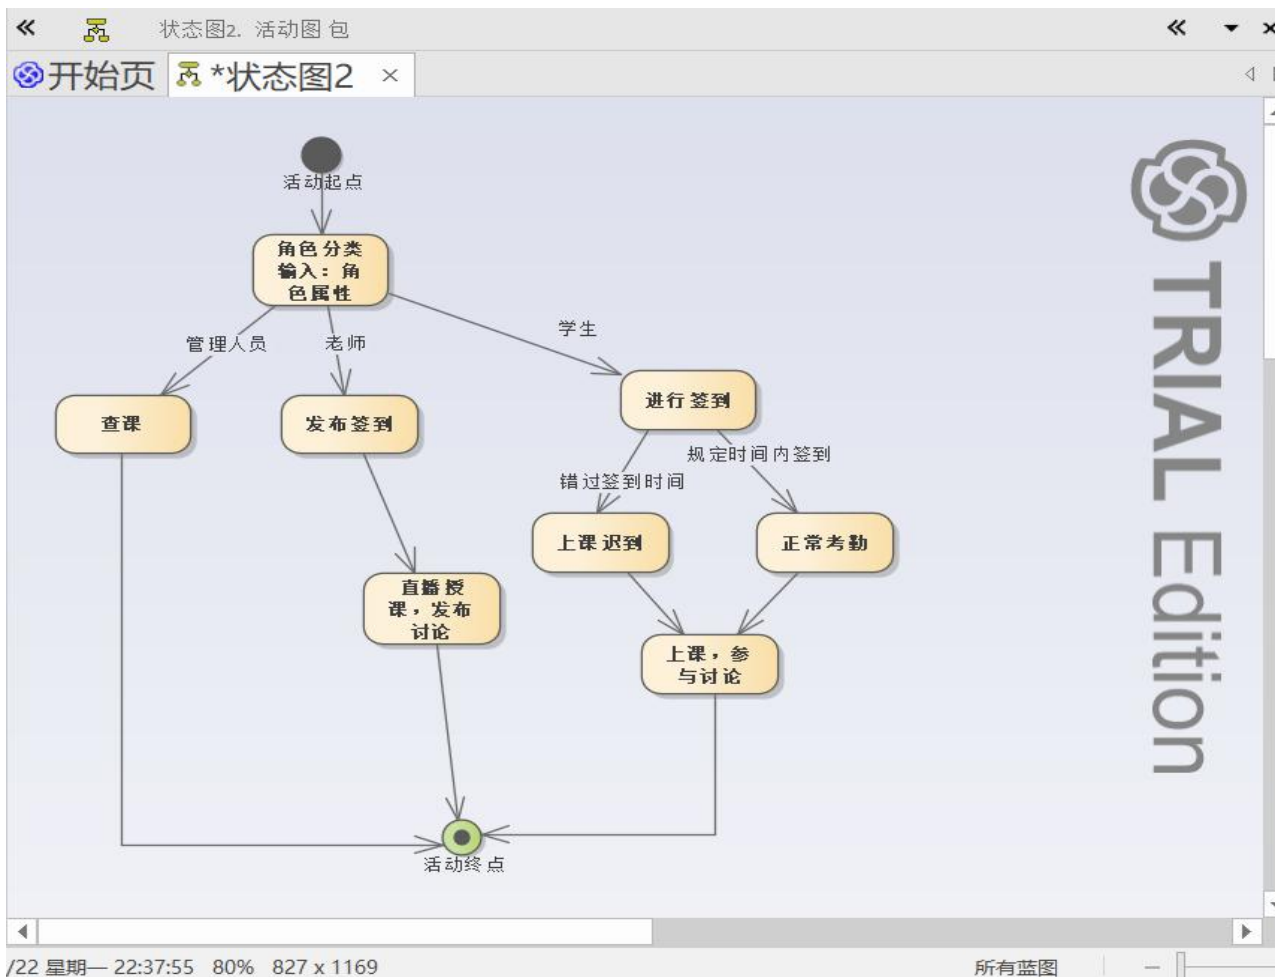 状态图2. 活动图 包
开始页
*状态图2
活动起点
角色分类
输入：角
色属性
管理人员
老师
学生
查课
发布签到
进行签到
错过签到时间
规定时间内签到
上课迟到
正常考勤
直播授
课，发布
讨论
上课，参
与讨论
活动终点
TRIAL Edition
/22 星期一 22:37:55 80% 827 x 1169
所有蓝图